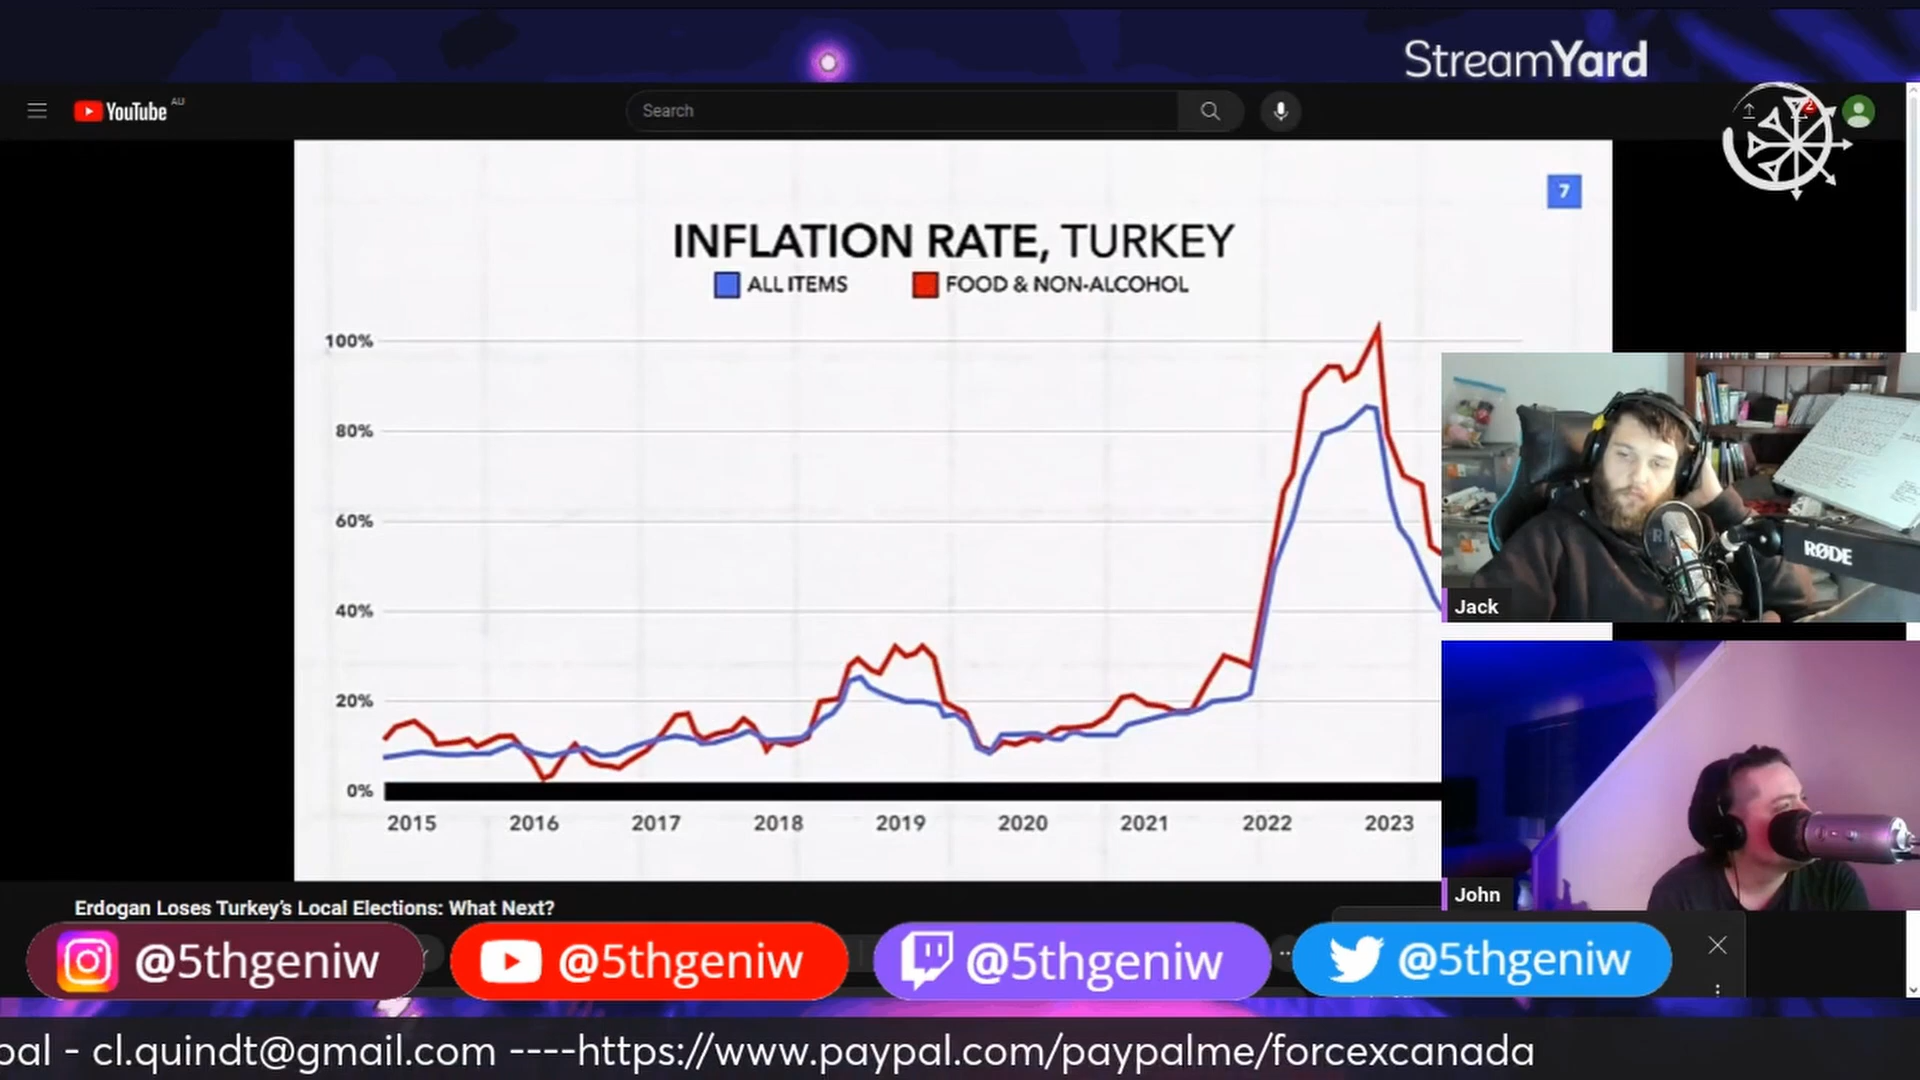 StreamYard
YouTube AU
Search
2
7
INFLATION RATE, TURKEY
ALL ITEMS
FOOD & NON-ALCOHOL
100%
80%
60%
40%
20%
0%
2015 2016 2017 2018 2019 2020 2021 2022 2023
RØDE
Jack
John
Erdogan Loses Turkey's Local Elections: What Next?
@5thgeniw
@5thgeniw
@5thgeniw
@5thgeniw
pal - cl.quindt@gmail.com ----https://www.paypal.com/paypalme/forcexcanada